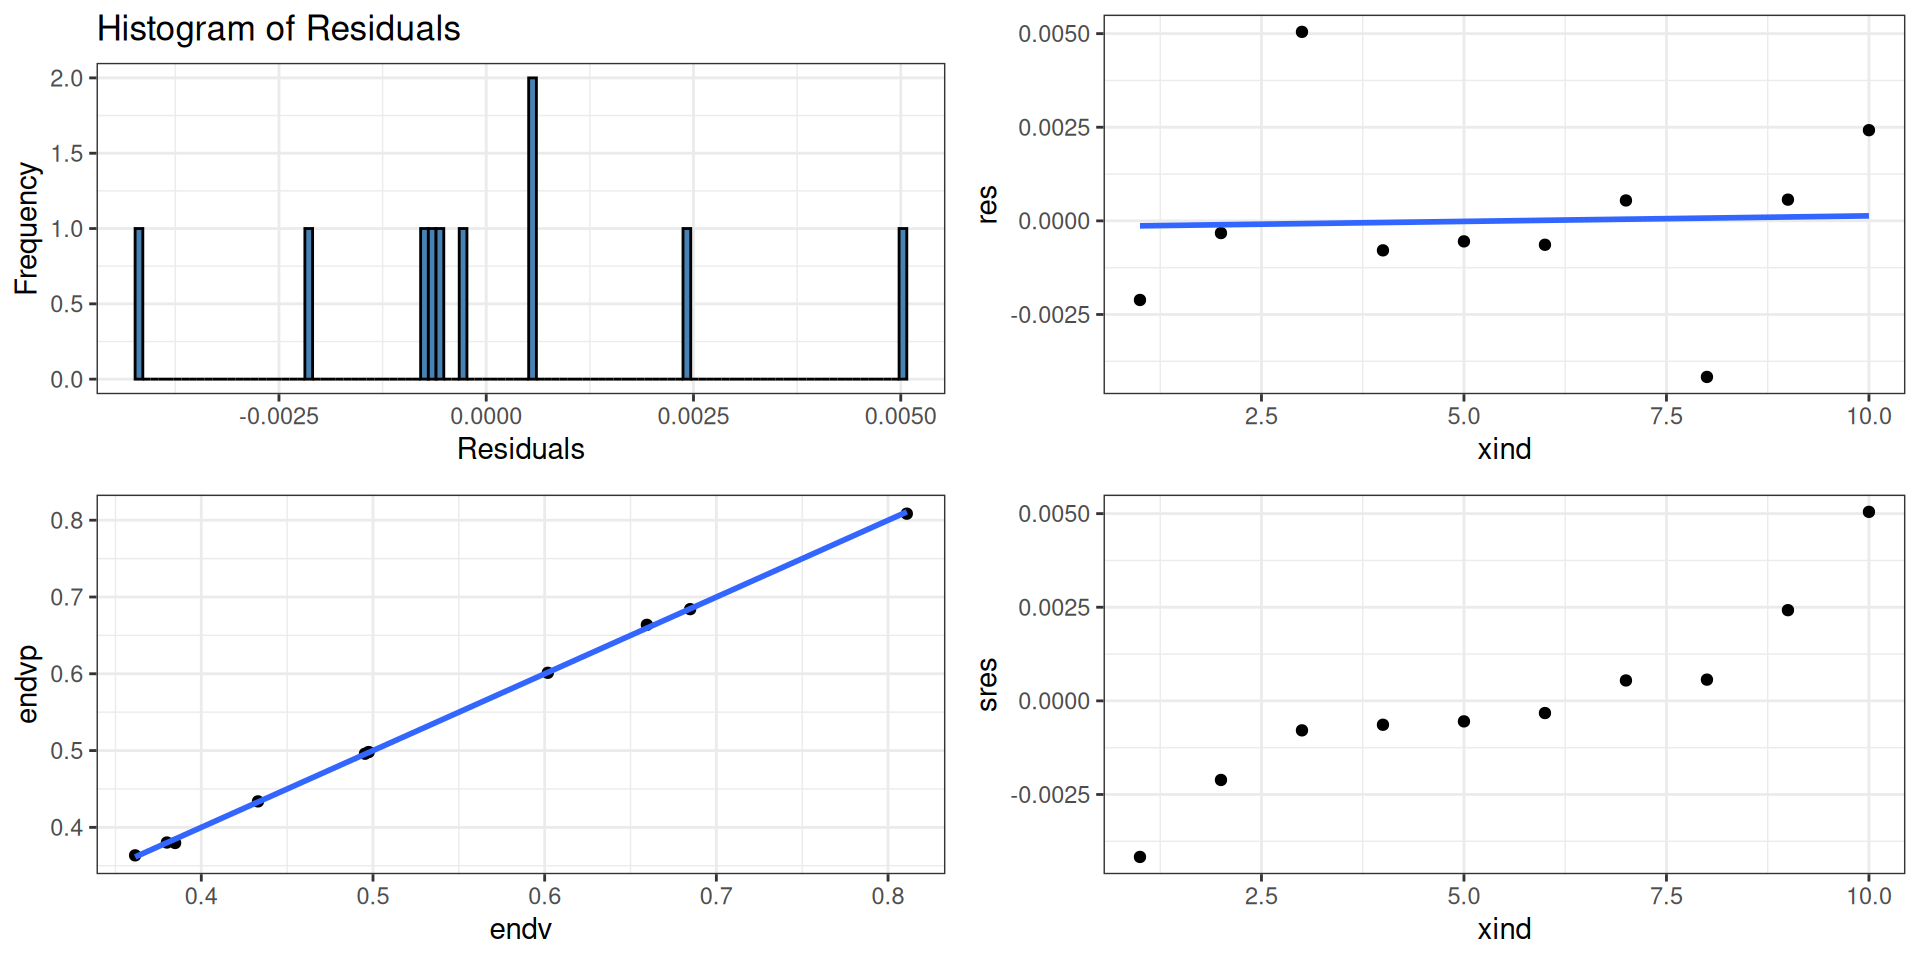 Histogram of Residuals
2.0
1.5
1.0
0.5
0.0
Frequency
-0.0025 0.0000 0.0025 0.0050
Residuals
0.0050
0.0025
0.0000
-0.0025
res
2.5 5.0 7.5 10.0
xind
0.8
0.7
0.6
0.5
0.4
endvp
0.4 0.5 0.6 0.7 0.8
endv
0.0050
0.0025
0.0000
-0.0025
sres
2.5 5.0 7.5 10.0
xind